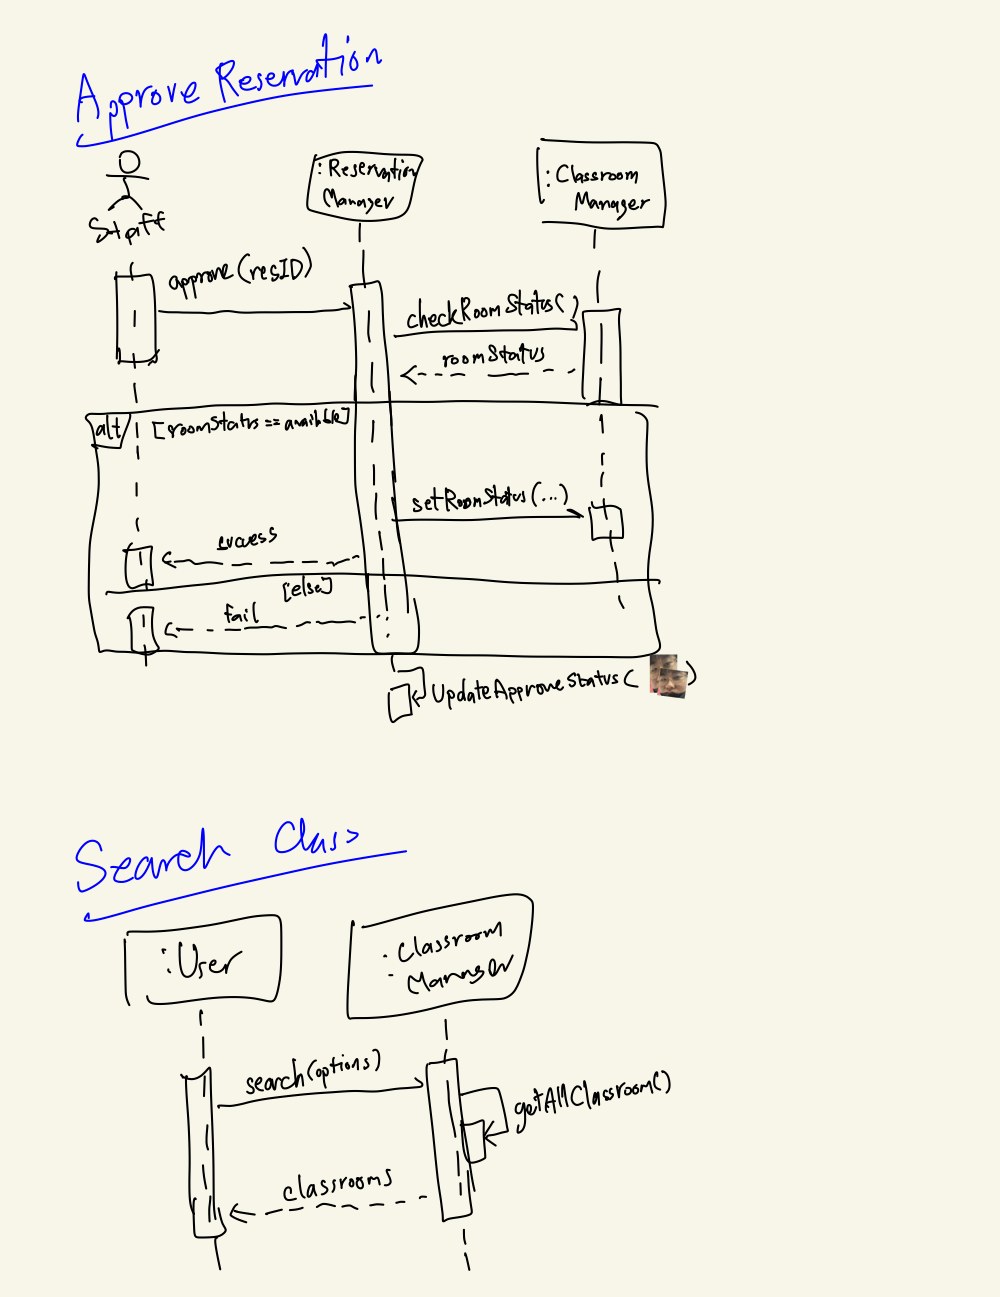 Approve Reservation
:Reservation
Manager
:Classroom
Manager
Staff
approve(resID)
checkRoomStatus()
roomStatus
alt
[roomStatus == available]
setRoomStatus(...)
success
[else]
fail
UpdateApproveStatus( )
Search Class
:User
:Classroom
Manager
search(options)
getAllClassroom()
classrooms